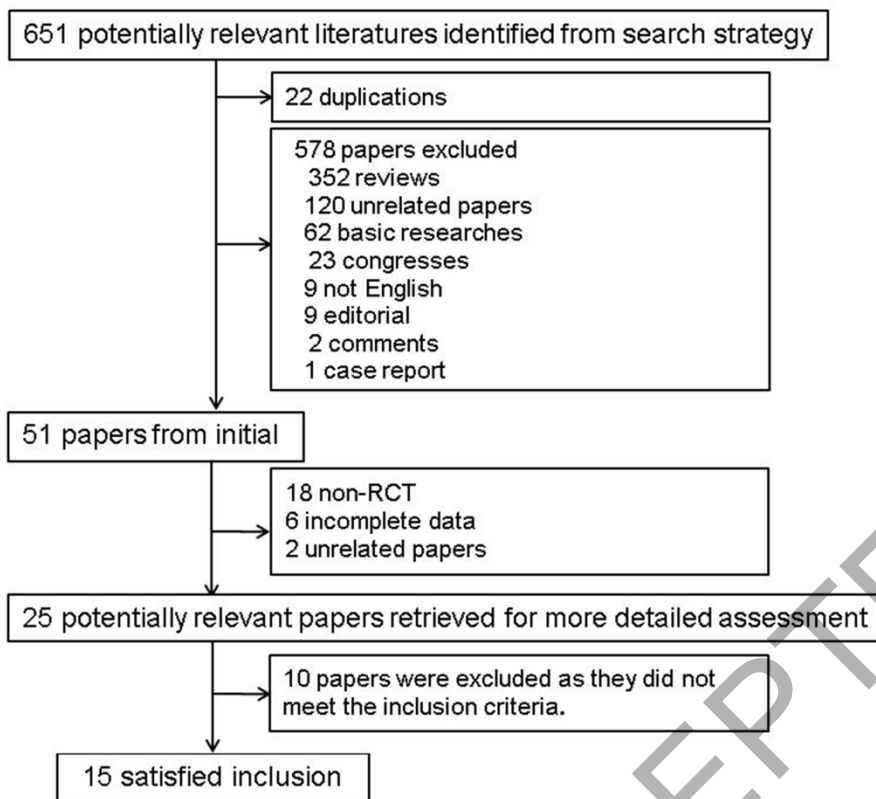 651 potentially relevant literatures identified from search strategy
22 duplications
578 papers excluded
352 reviews
120 unrelated papers
62 basic researches
23 congresses
9 not English
9 editorial
2 comments
1 case report
51 papers from initial
18 non-RCT
6 incomplete data
2 unrelated papers
25 potentially relevant papers retrieved for more detailed assessment
10 papers were excluded as they did not
meet the inclusion criteria.
15 satisfied inclusion